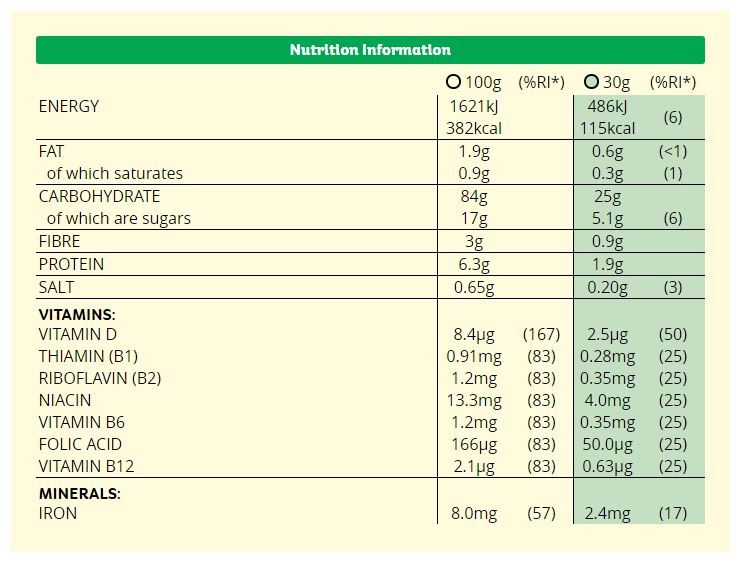 Nutrition Information
100g (%RI*) 30g (%RI*)
ENERGY 1621kJ 486kJ (6)
382kcal 115kcal
FAT 1.9g 0.6g (<1)
of which saturates 0.9g 0.3g (1)
CARBOHYDRATE 84g 25g
of which are sugars 17g 5.1g (6)
FIBRE 3g 0.9g
PROTEIN 6.3g 1.9g
SALT 0.65g 0.20g (3)
VITAMINS:
VITAMIN D 8.4µg (167) 2.5µg (50)
THIAMIN (B1) 0.91mg (83) 0.28mg (25)
RIBOFLAVIN (B2) 1.2mg (83) 0.35mg (25)
NIACIN 13.3mg (83) 4.0mg (25)
VITAMIN B6 1.2mg (83) 0.35mg (25)
FOLIC ACID 166µg (83) 50.0µg (25)
VITAMIN B12 2.1µg (83) 0.63µg (25)
MINERALS:
IRON 8.0mg (57) 2.4mg (17)